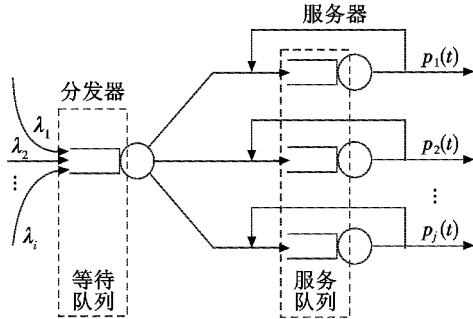 服务器
p₁(t)
分发器
λ₁
λ₂
⋮
λᵢ
p₂(t)
⋮
pⱼ(t)
等待
队列
服务
队列